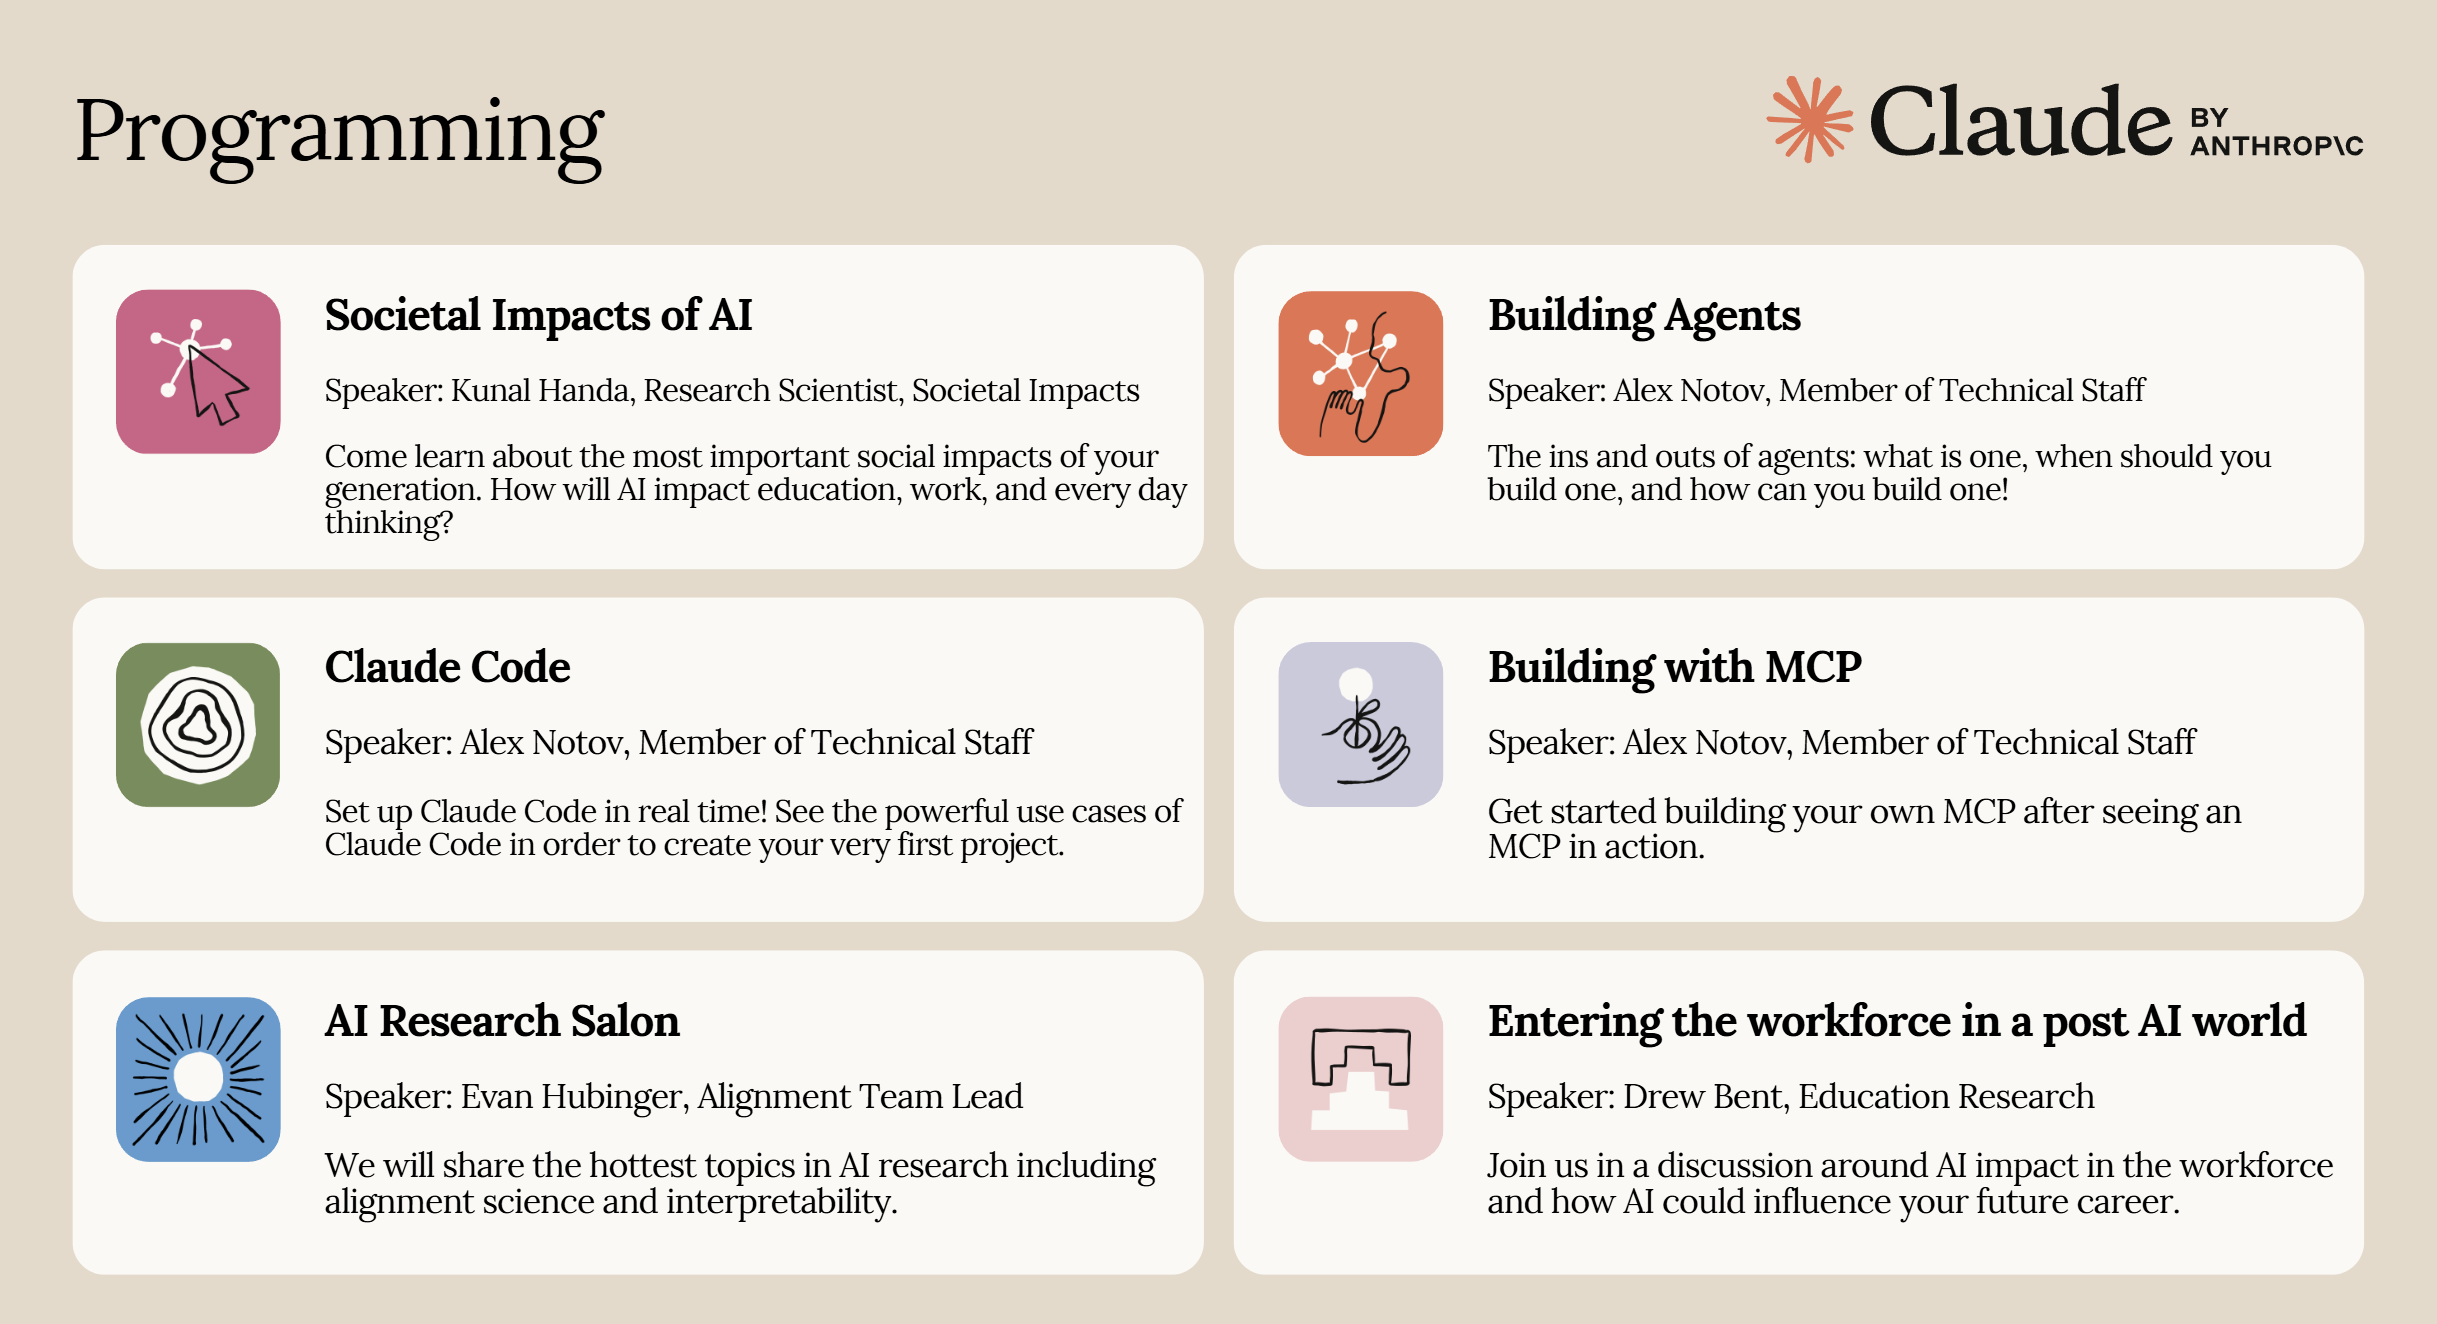 Programming
Claude BY
ANTHROP\C
Societal Impacts of AI
Speaker: Kunal Handa, Research Scientist, Societal Impacts
Come learn about the most important social impacts of your
generation. How will AI impact education, work, and every day
thinking?
Building Agents
Speaker: Alex Notov, Member of Technical Staff
The ins and outs of agents: what is one, when should you
build one, and how can you build one!
Claude Code
Speaker: Alex Notov, Member of Technical Staff
Set up Claude Code in real time! See the powerful use cases of
Claude Code in order to create your very first project.
Building with MCP
Speaker: Alex Notov, Member of Technical Staff
Get started building your own MCP after seeing an
MCP in action.
AI Research Salon
Speaker: Evan Hubinger, Alignment Team Lead
We will share the hottest topics in AI research including
alignment science and interpretability.
Entering the workforce in a post AI world
Speaker: Drew Bent, Education Research
Join us in a discussion around AI impact in the workforce
and how AI could influence your future career.